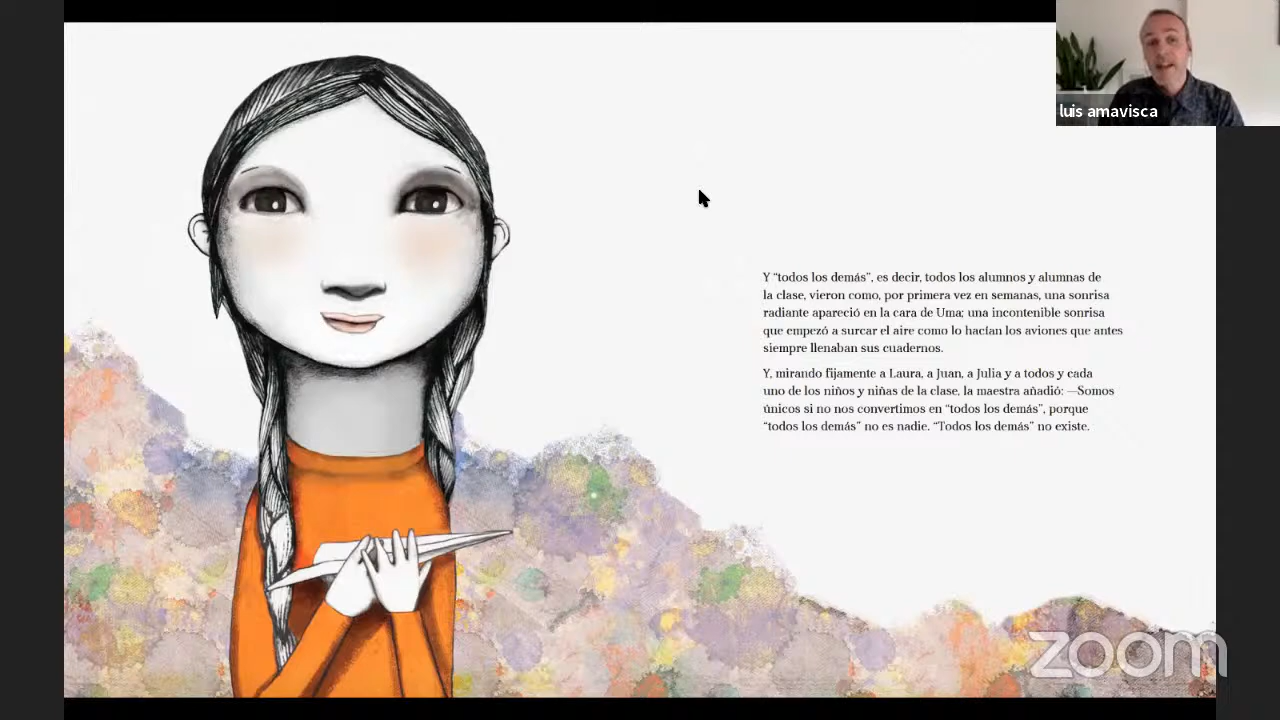 luis amavisca
Y “todos los demás”, es decir, todos los alumnos y alumnas de
la clase, vieron como, por primera vez en semanas, una sonrisa
radiante apareció en la cara de Uma; una incontenible sonrisa
que empezó a surcar el aire como lo hacían los aviones que antes
siempre llenaban sus cuadernos.
Y, mirando fijamente a Laura, a Juan, a Julia y a todos y cada
uno de los niños y niñas de la clase, la maestra añadió: —Somos
únicos si no nos convertimos en “todos los demás”, porque
“todos los demás” no es nadie. “Todos los demás” no existe.
zoom